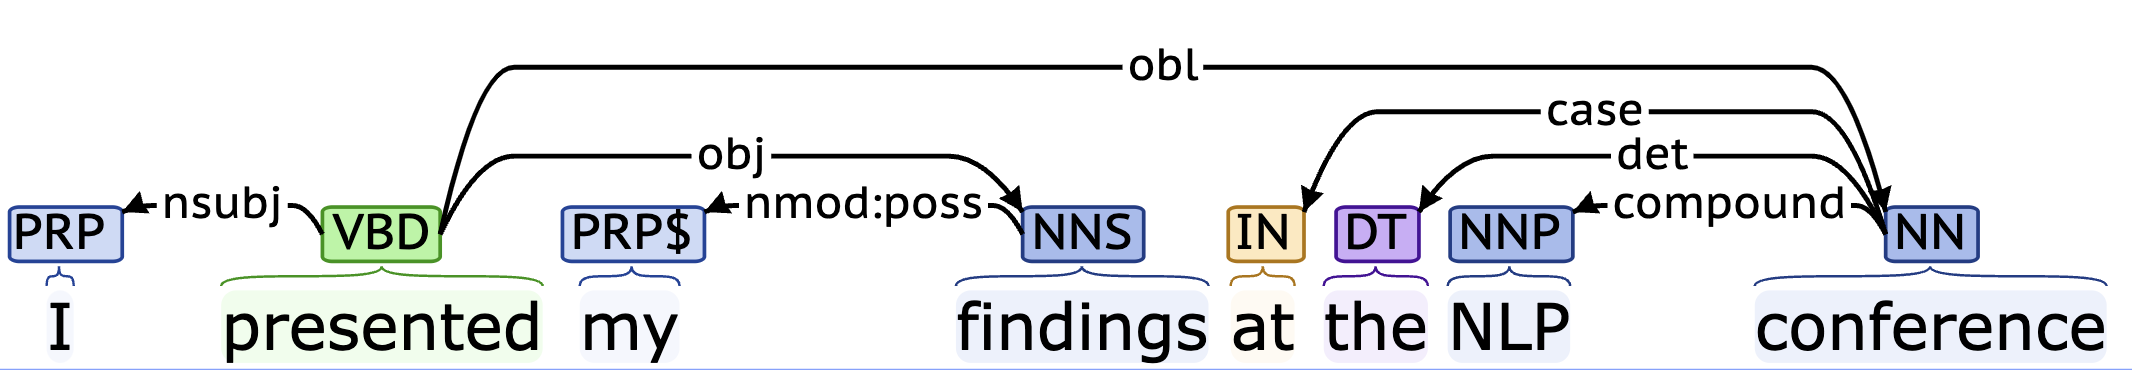 obl
case
obj det
nsubj nmod:poss compound
PRP VBD PRP$ NNS IN DT NNP NN
I presented my findings at the NLP conference